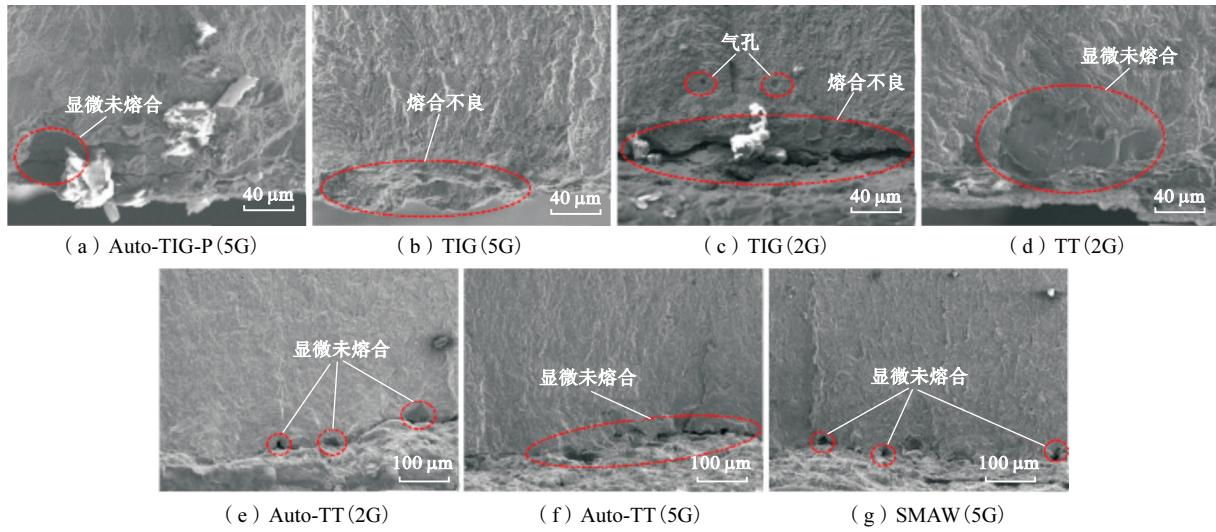 显微未熔合
40 μm
(a) Auto-TIG-P(5G)
熔合不良
40 μm
(b) TIG(5G)
气孔
熔合不良
40 μm
(c) TIG(2G)
显微未熔合
40 μm
(d) TT(2G)
显微未熔合
100 μm
(e) Auto-TT(2G)
显微未熔合
100 μm
(f) Auto-TT(5G)
显微未熔合
100 μm
(g) SMAW(5G)